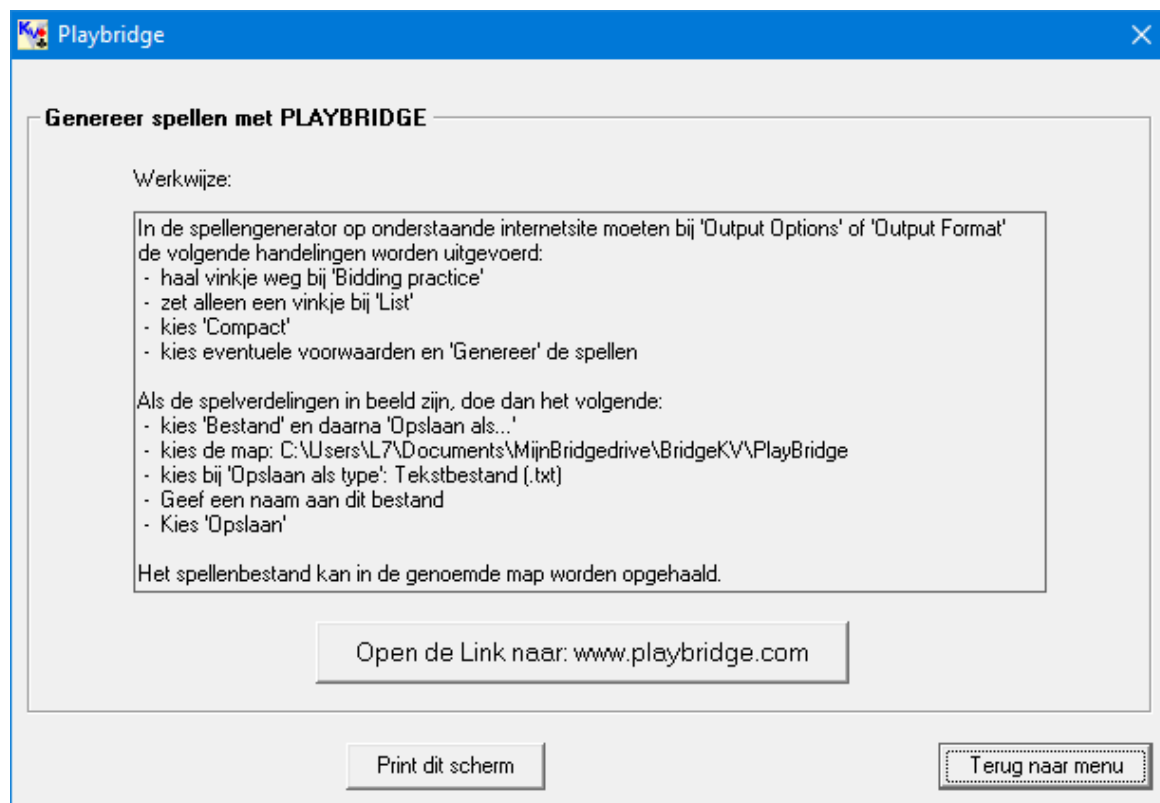 Playbridge
Genereer spellen met PLAYBRIDGE
Werkwijze:
In de spellengenerator op onderstaande internetsite moeten bij 'Output Options' of 'Output Format'
de volgende handelingen worden uitgevoerd:
- haal vinkje weg bij 'Bidding practice'
- zet alleen een vinkje bij 'List'
- kies 'Compact'
- kies eventuele voorwaarden en 'Genereer' de spellen
Als de spelverdelingen in beeld zijn, doe dan het volgende:
- kies 'Bestand' en daarna 'Opslaan als...'
- kies de map: C:\Users\L7\Documents\MijnBridgedrive\BridgeKV\PlayBridge
- kies bij 'Opslaan als type': Tekstbestand (.txt)
- Geef een naam aan dit bestand
- Kies 'Opslaan'
Het spellenbestand kan in de genoemde map worden opgehaald.
Open de Link naar: www.playbridge.com
Print dit scherm
Terug naar menu